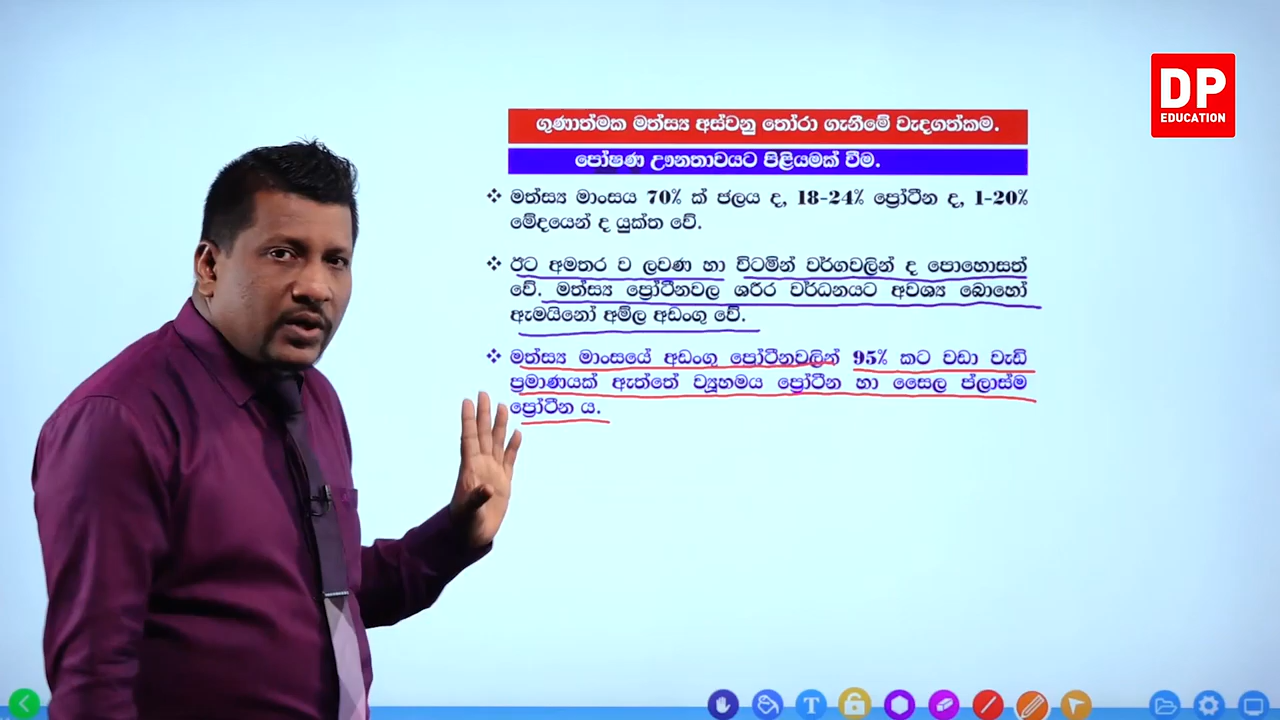 DP
EDUCATION
ගුණාත්මක මත්ස්‍ය අස්වනු තෝරා ගැනීමේ වැදගත්කම.
පෝෂණ ඌනතාවයට පිළියමක් වීම.
❖ මත්ස්‍ය මාංසය 70% ක් ජලය ද, 18-24% ප්‍රෝටීන ද, 1-20%
මේදයෙන් ද යුක්ත වේ.
❖ ඊට අමතර ව ලවණ හා විටමින් වර්ගවලින් ද පොහොසත්
වේ. මත්ස්‍ය ප්‍රෝටීනවල ශරීර වර්ධනයට අවශ්‍ය බොහෝ
ඇමයිනෝ අම්ල අඩංගු වේ.
❖ මත්ස්‍ය මාංසයේ අඩංගු ප්‍රෝටීනවලින් 95% කට වඩා වැඩි
ප්‍රමාණයක් ඇත්තේ ව්‍යූහමය ප්‍රෝටීන හා සෛල ප්ලාස්ම
ප්‍රෝටීන ය.
T